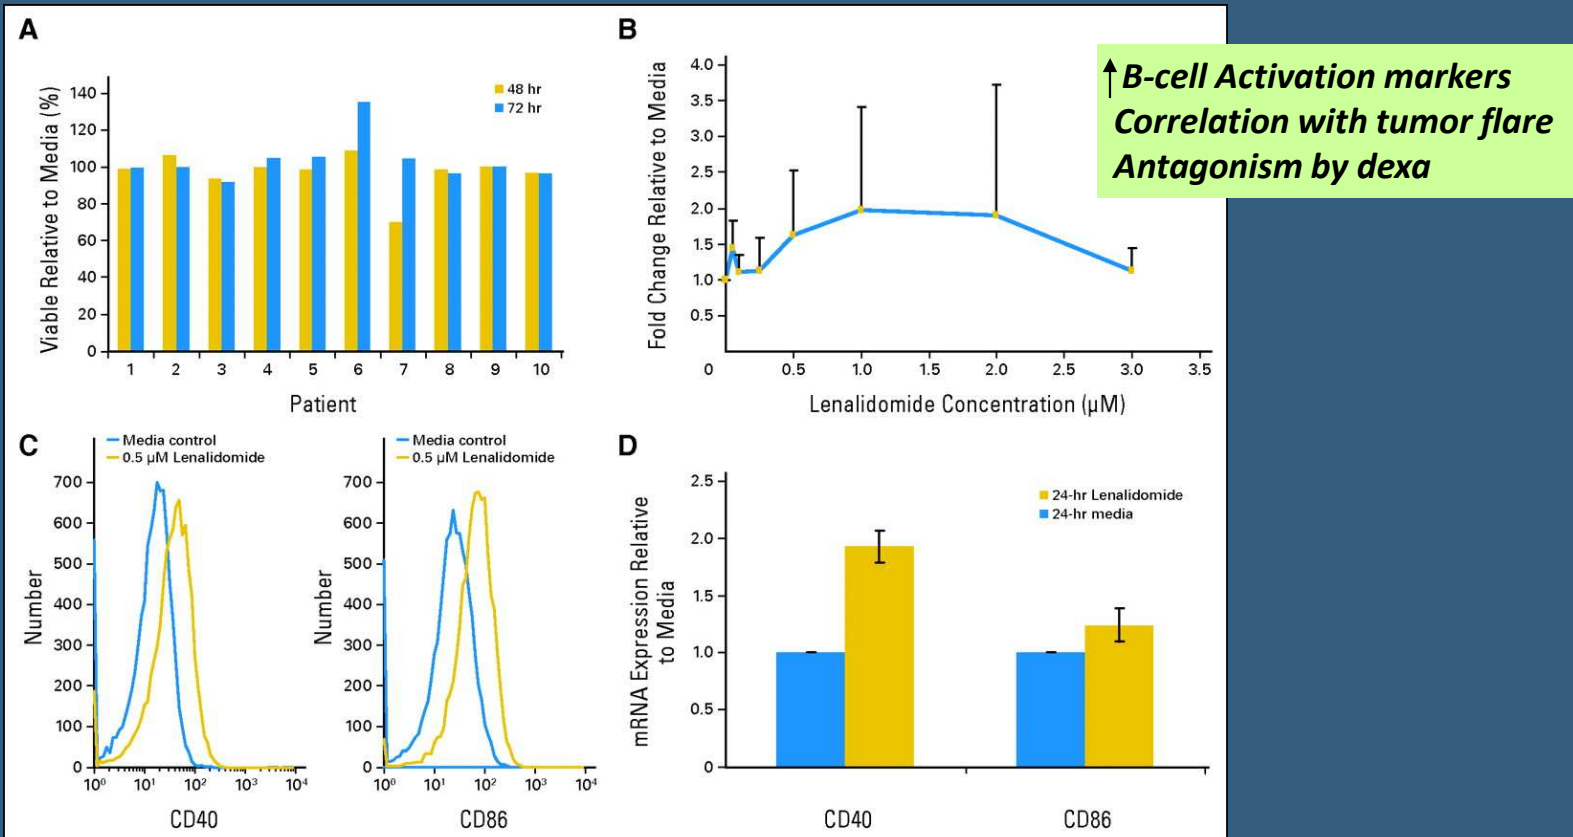 A
Viable Relative to Media (%)
140
120
100
80
60
40
20
0
48 hr
72 hr
1 2 3 4 5 6 7 8 9 10
Patient
B
Fold Change Relative to Media
4.0
3.5
3.0
2.5
2.0
1.5
1.0
0.5
0 0.5 1.0 1.5 2.0 2.5 3.0 3.5
Lenalidomide Concentration (µM)
↑B-cell Activation markers
Correlation with tumor flare
Antagonism by dexa
C
Media control
0.5 µM Lenalidomide
Number
700
600
500
400
300
200
100
0
10⁰ 10¹ 10² 10³ 10⁴
CD40
Media control
0.5 µM Lenalidomide
Number
700
600
500
400
300
200
100
0
10⁰ 10¹ 10² 10³ 10⁴
CD86
D
mRNA Expression Relative
to Media
2.5
2.0
1.5
1.0
0.5
0
24-hr Lenalidomide
24-hr media
CD40 CD86